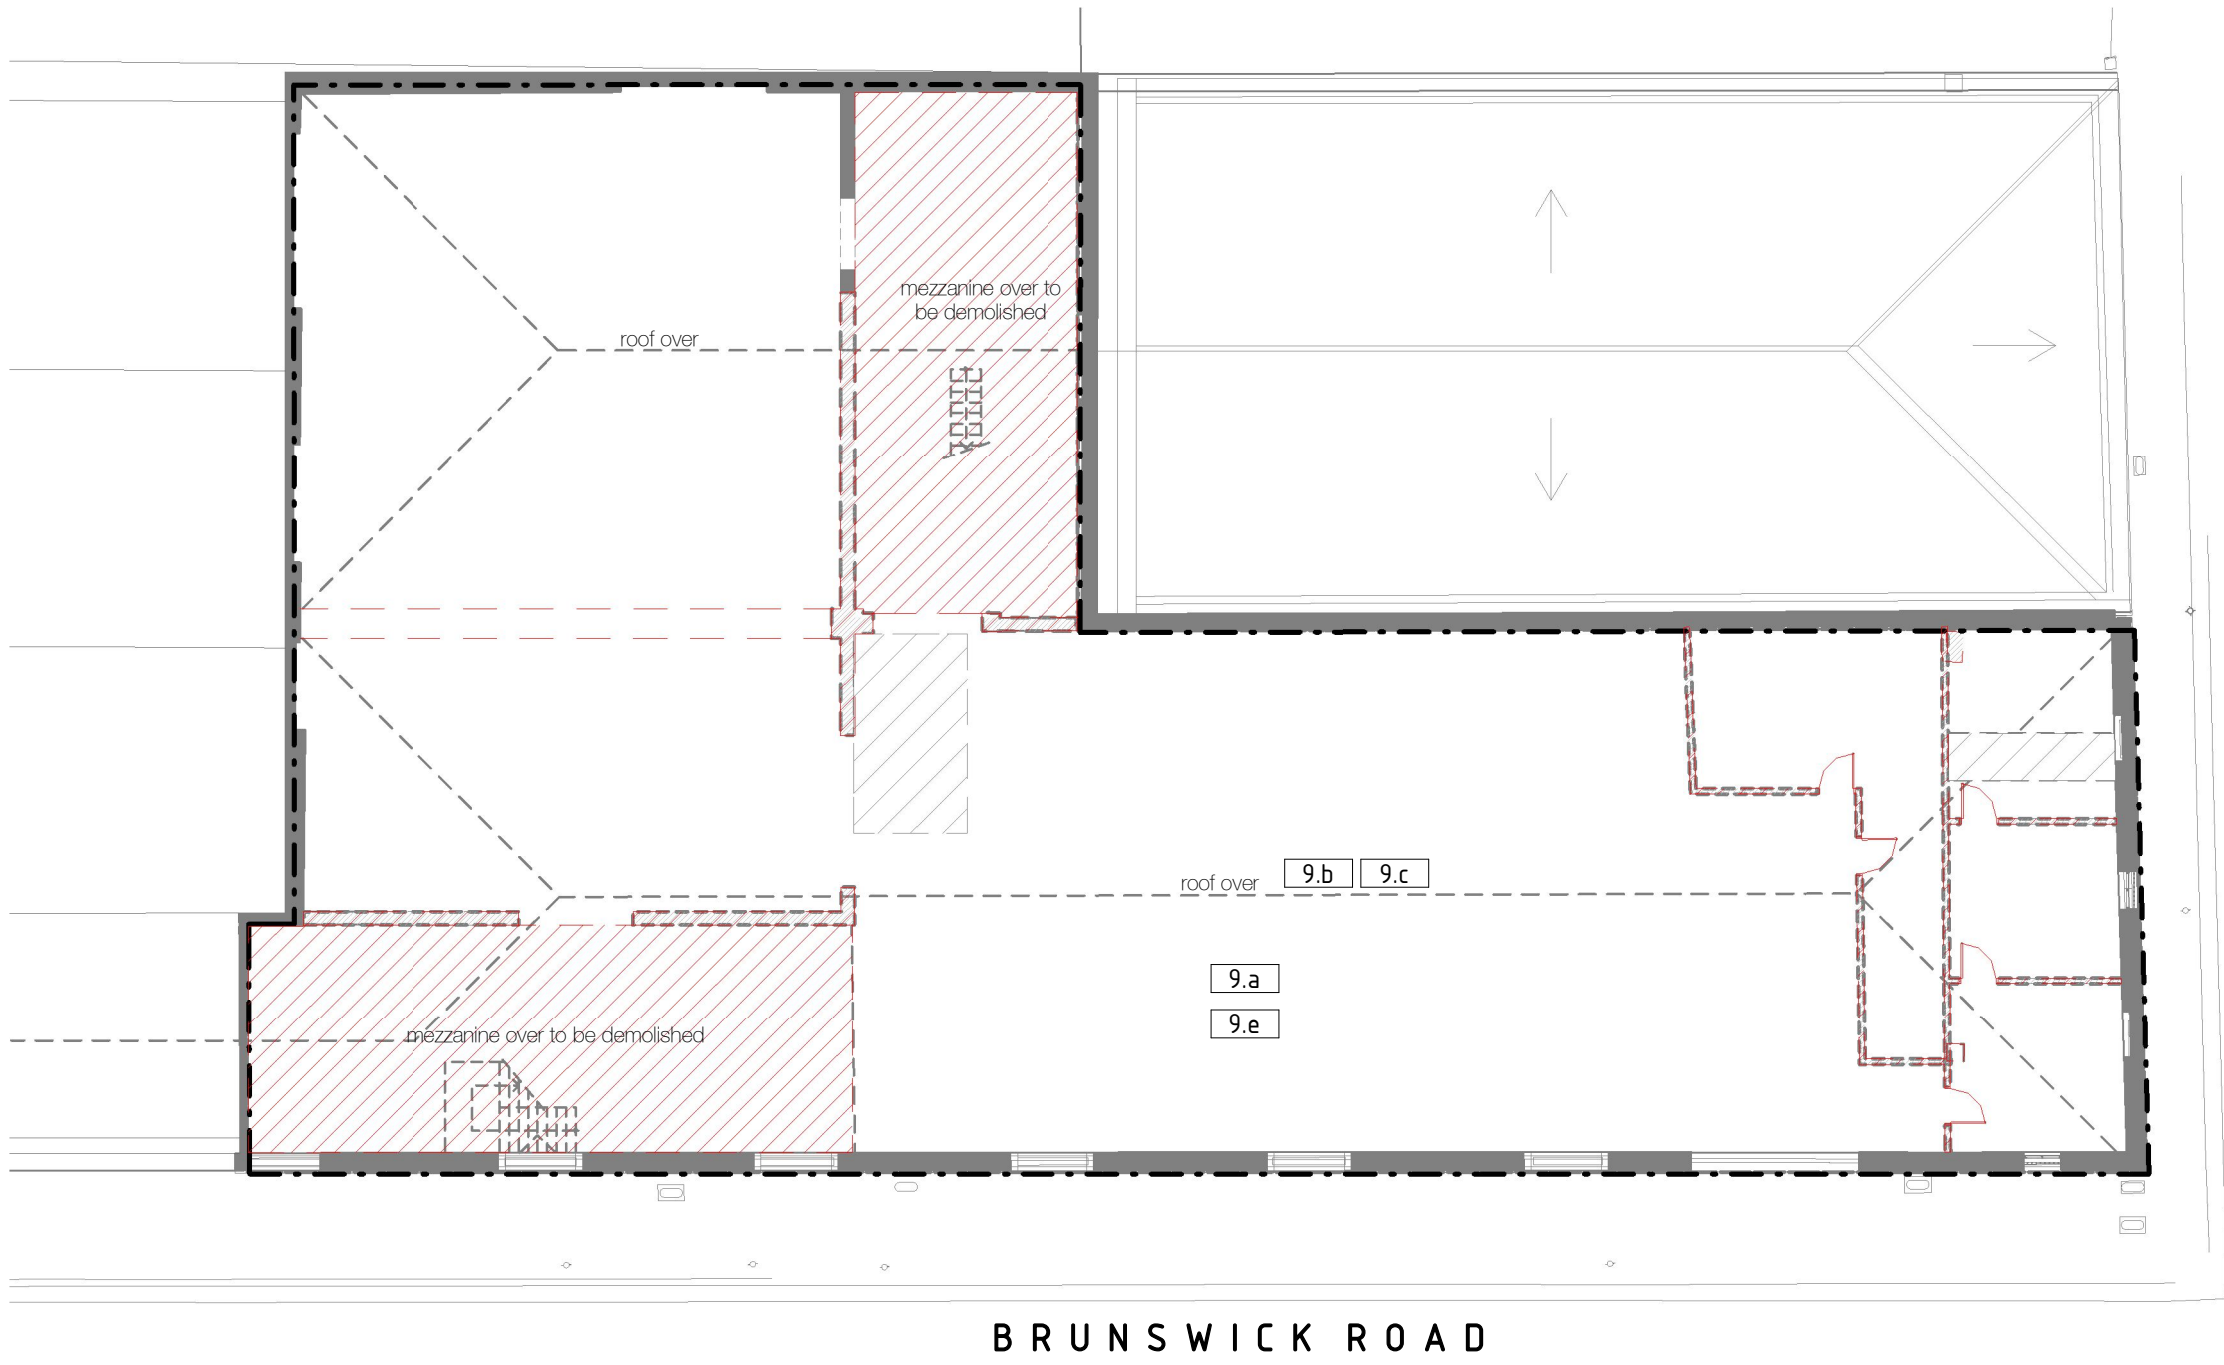 mezzanine over to
be demolished
roof over
roof over
9.b
9.c
9.a
9.e
mezzanine over to be demolished
BRUNSWICK ROAD